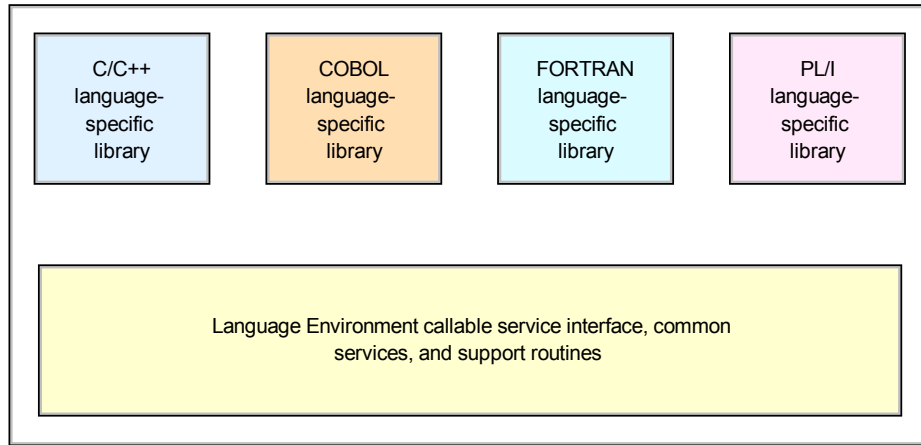 C/C++
language-
specific
library
COBOL
language-
specific
library
FORTRAN
language-
specific
library
PL/I
language-
specific
library
Language Environment callable service interface, common
services, and support routines